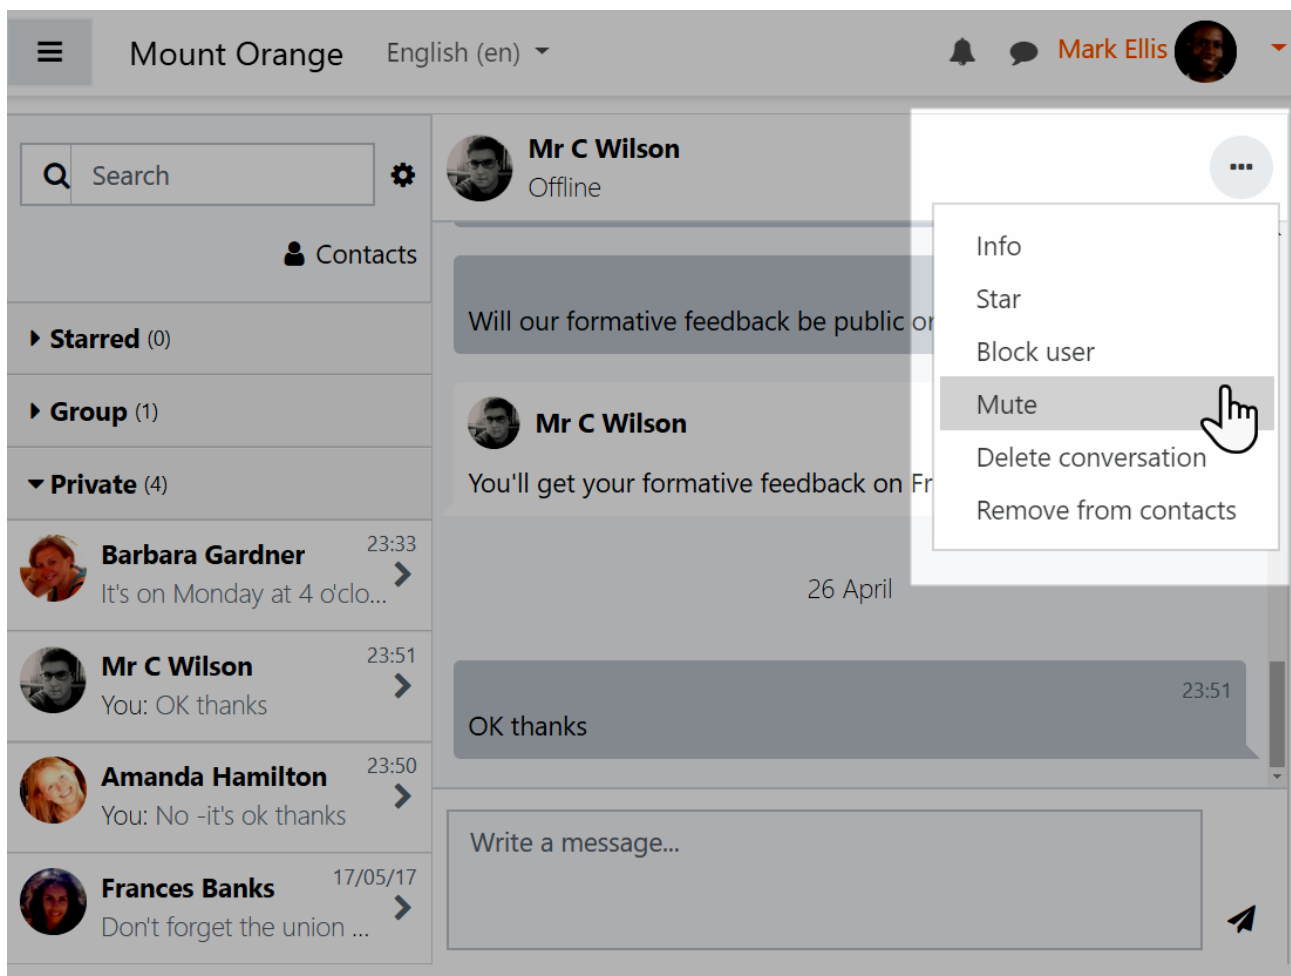 Mount Orange
English (en)
Mark Ellis
Search
Contacts
Starred (0)
Group (1)
Private (4)
Barbara Gardner
23:33
It's on Monday at 4 o'clo...
Mr C Wilson
23:51
You: OK thanks
Amanda Hamilton
23:50
You: No -it's ok thanks
Frances Banks
17/05/17
Don't forget the union ...
Mr C Wilson
Offline
Will our formative feedback be public or
Mr C Wilson
You'll get your formative feedback on Fr
26 April
23:51
OK thanks
Write a message...
Info
Star
Block user
Mute
Delete conversation
Remove from contacts